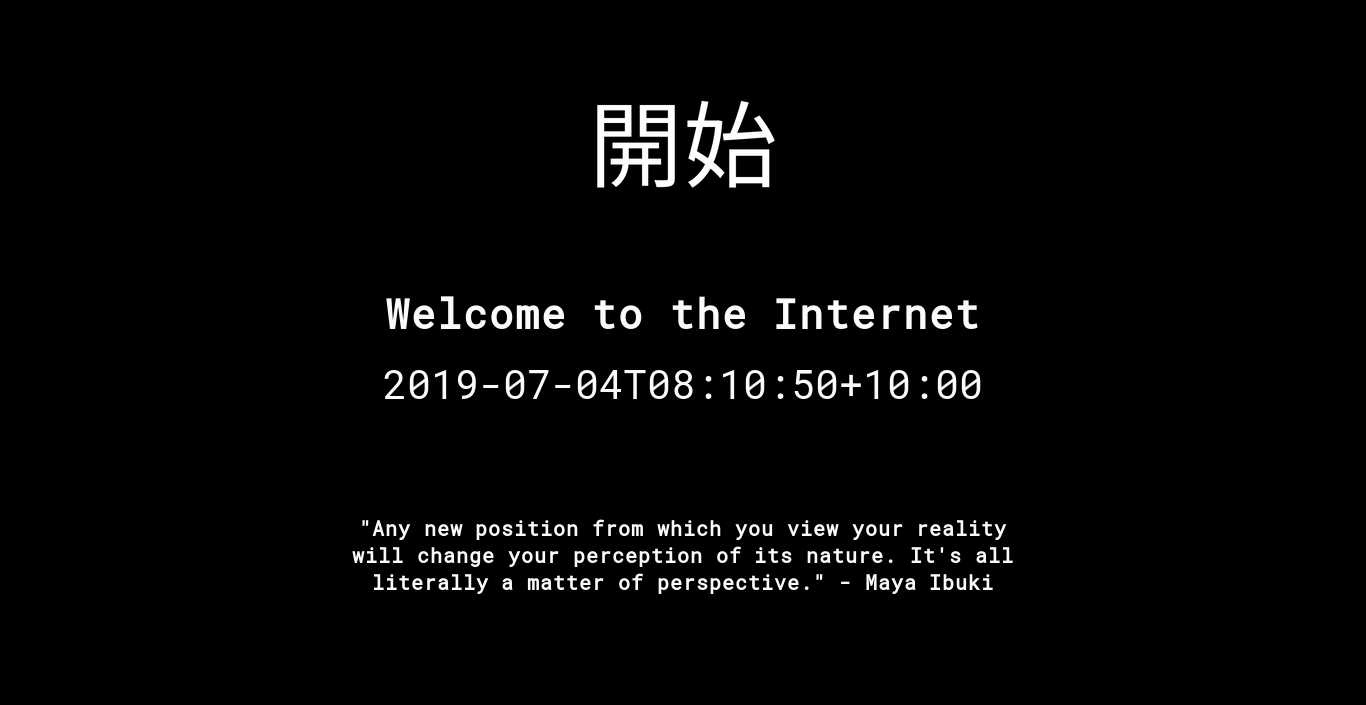 開始
Welcome to the Internet
2019-07-04T08:10:50+10:00
"Any new position from which you view your reality
will change your perception of its nature. It's all
literally a matter of perspective." - Maya Ibuki